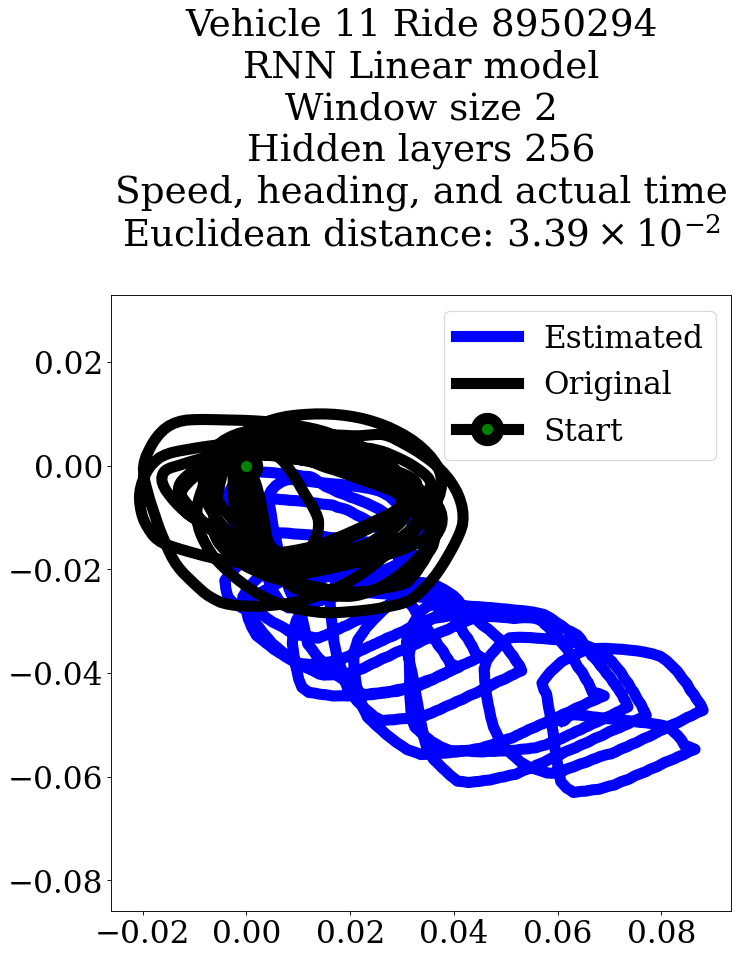 Vehicle 11 Ride 8950294
RNN Linear model
Window size 2
Hidden layers 256
Speed, heading, and actual time
Euclidean distance: 3.39 × 10⁻²
Estimated
Original
Start
0.02
0.00
−0.02
−0.04
−0.06
−0.08
−0.02 0.00 0.02 0.04 0.06 0.08